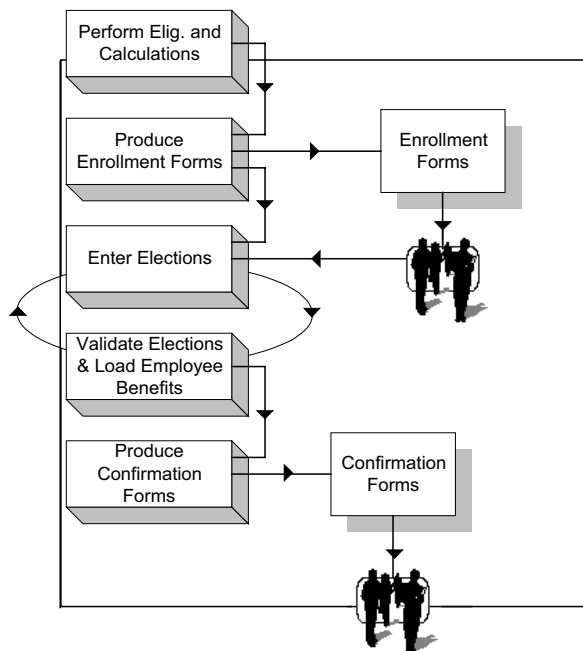 Perform Elig. and
Calculations
Produce
Enrollment Forms
Enrollment
Forms
Enter Elections
Validate Elections
& Load Employee
Benefits
Produce
Confirmation
Forms
Confirmation
Forms